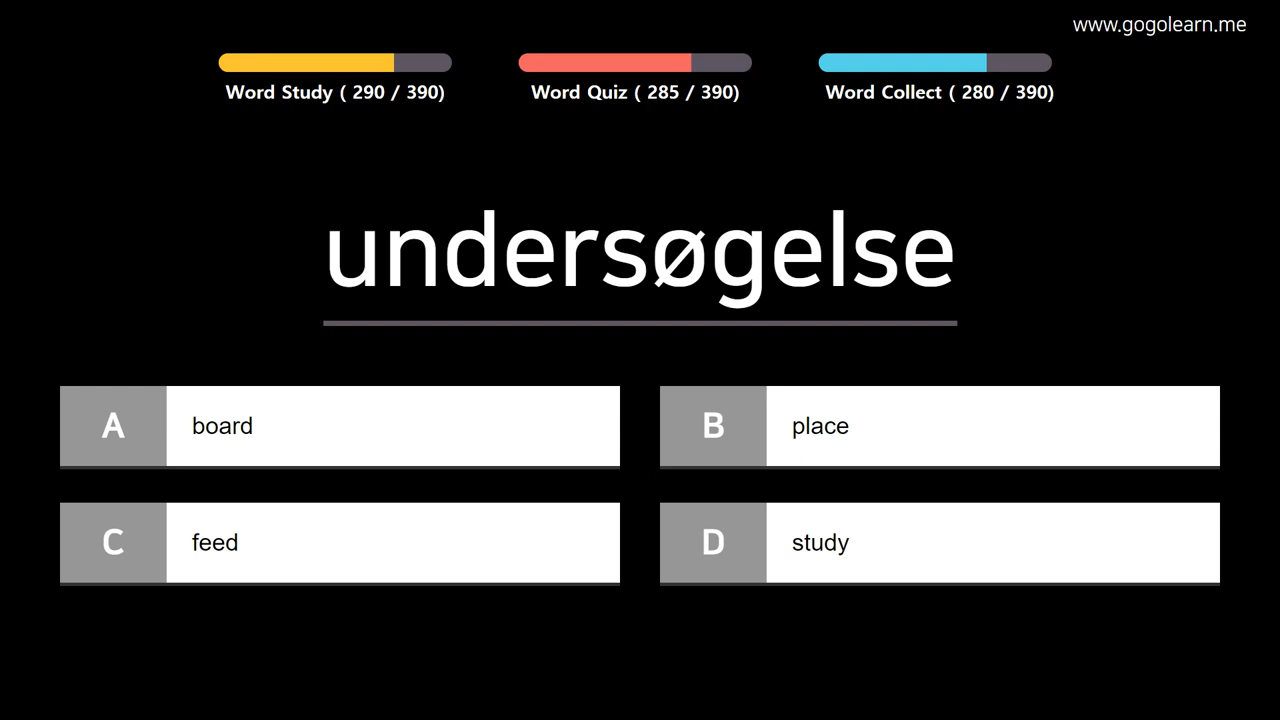 www.gogolearn.me
Word Study ( 290 / 390)
Word Quiz ( 285 / 390)
Word Collect ( 280 / 390)
undersøgelse
A board
B place
C feed
D study